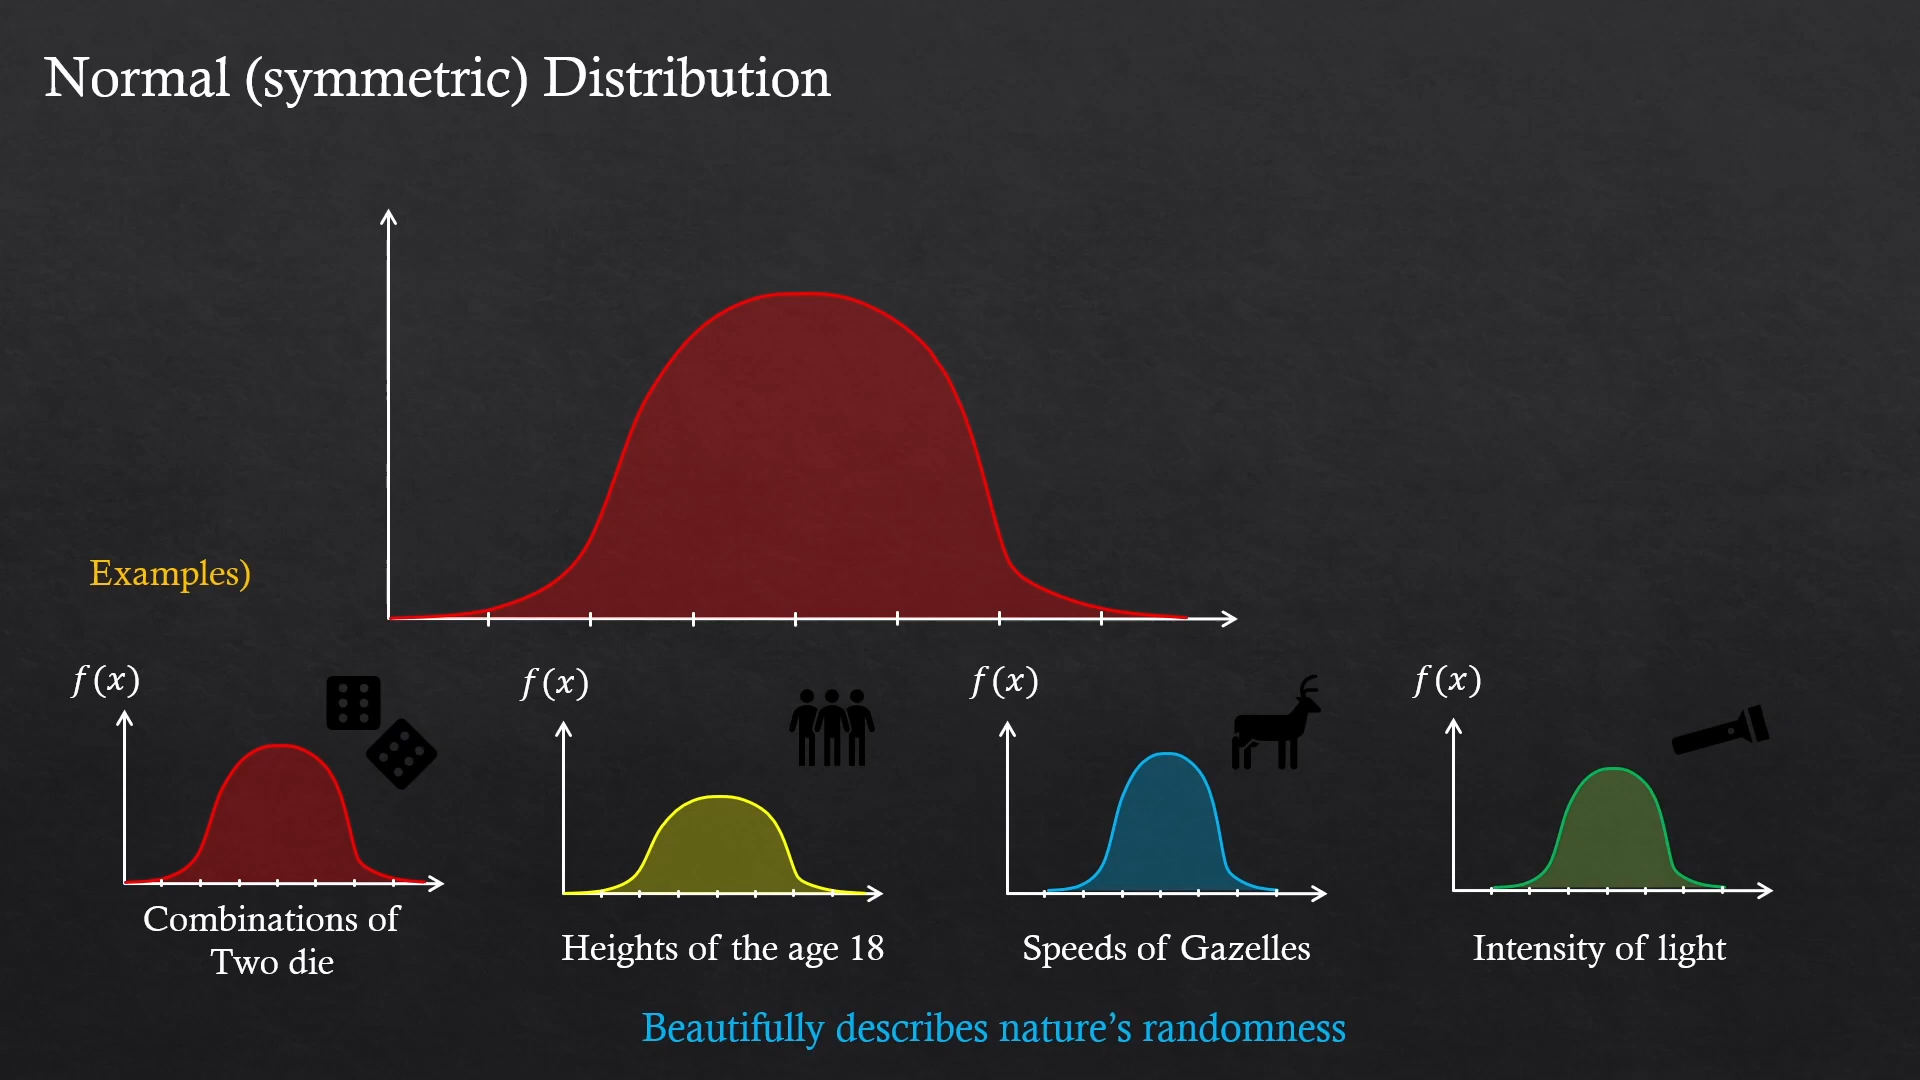 Normal (symmetric) Distribution
Examples)
f(x)
f(x)
f(x)
f(x)
Combinations of
Two die
Heights of the age 18
Speeds of Gazelles
Intensity of light
Beautifully describes nature’s randomness